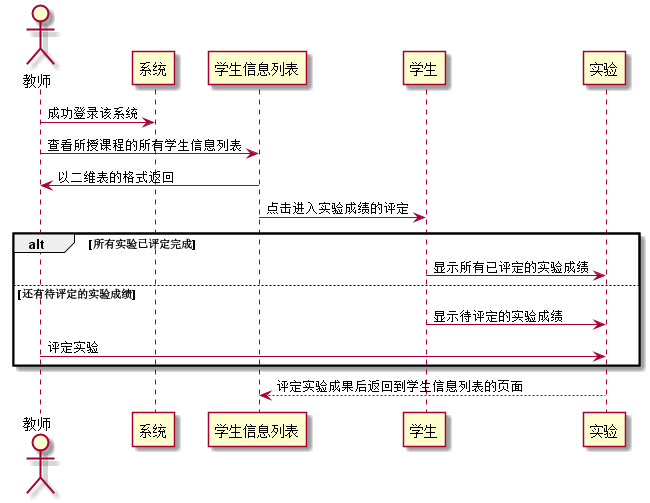 教师
系统
学生信息列表
学生
实验
成功登录该系统
查看所授课程的所有学生信息列表
以二维表的格式返回
点击进入实验成绩的评定
alt [所有实验已评定完成]
显示所有已评定的实验成绩
[还有待评定的实验成绩]
显示待评定的实验成绩
评定实验
评定实验成果后返回到学生信息列表的页面
教师
系统
学生信息列表
学生
实验